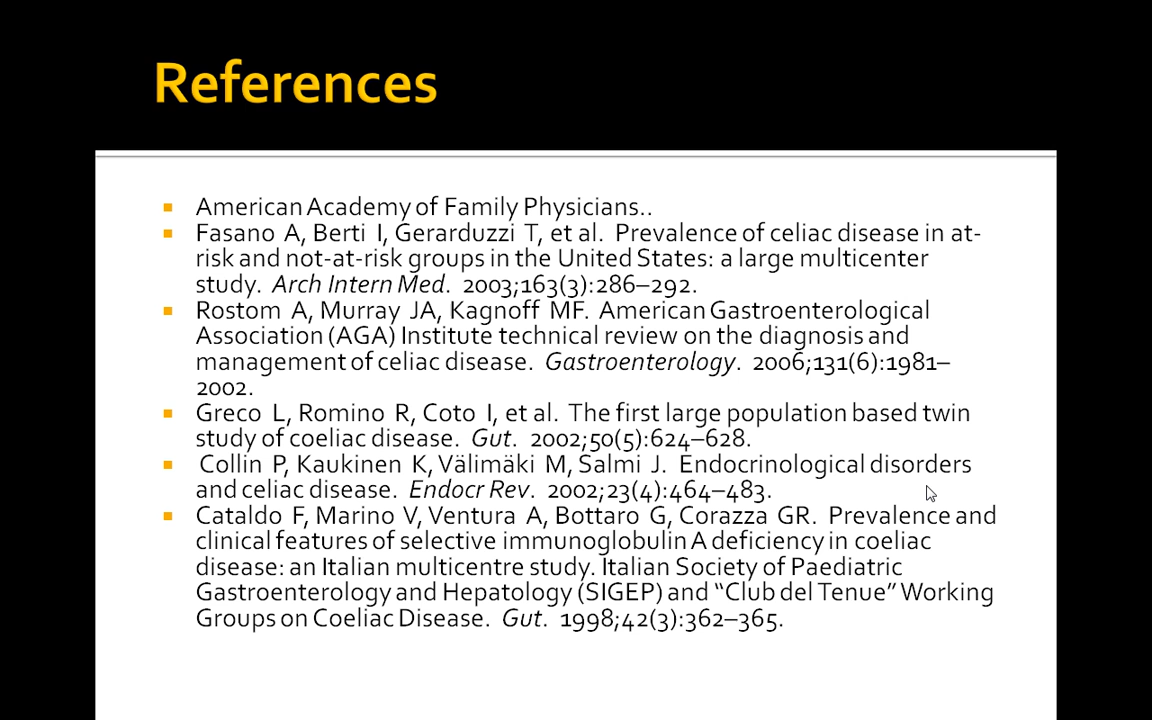 References
American Academy of Family Physicians..
Fasano A, Berti I, Gerarduzzi T, et al. Prevalence of celiac disease in at-
risk and not-at-risk groups in the United States: a large multicenter
study. Arch Intern Med. 2003;163(3):286–292.
Rostom A, Murray JA, Kagnoff MF. American Gastroenterological
Association (AGA) Institute technical review on the diagnosis and
management of celiac disease. Gastroenterology. 2006;131(6):1981–
2002.
Greco L, Romino R, Coto I, et al. The first large population based twin
study of coeliac disease. Gut. 2002;50(5):624–628.
Collin P, Kaukinen K, Välimäki M, Salmi J. Endocrinological disorders
and celiac disease. Endocr Rev. 2002;23(4):464–483.
Cataldo F, Marino V, Ventura A, Bottaro G, Corazza GR. Prevalence and
clinical features of selective immunoglobulin A deficiency in coeliac
disease: an Italian multicentre study. Italian Society of Paediatric
Gastroenterology and Hepatology (SIGEP) and “Club del Tenue” Working
Groups on Coeliac Disease. Gut. 1998;42(3):362–365.